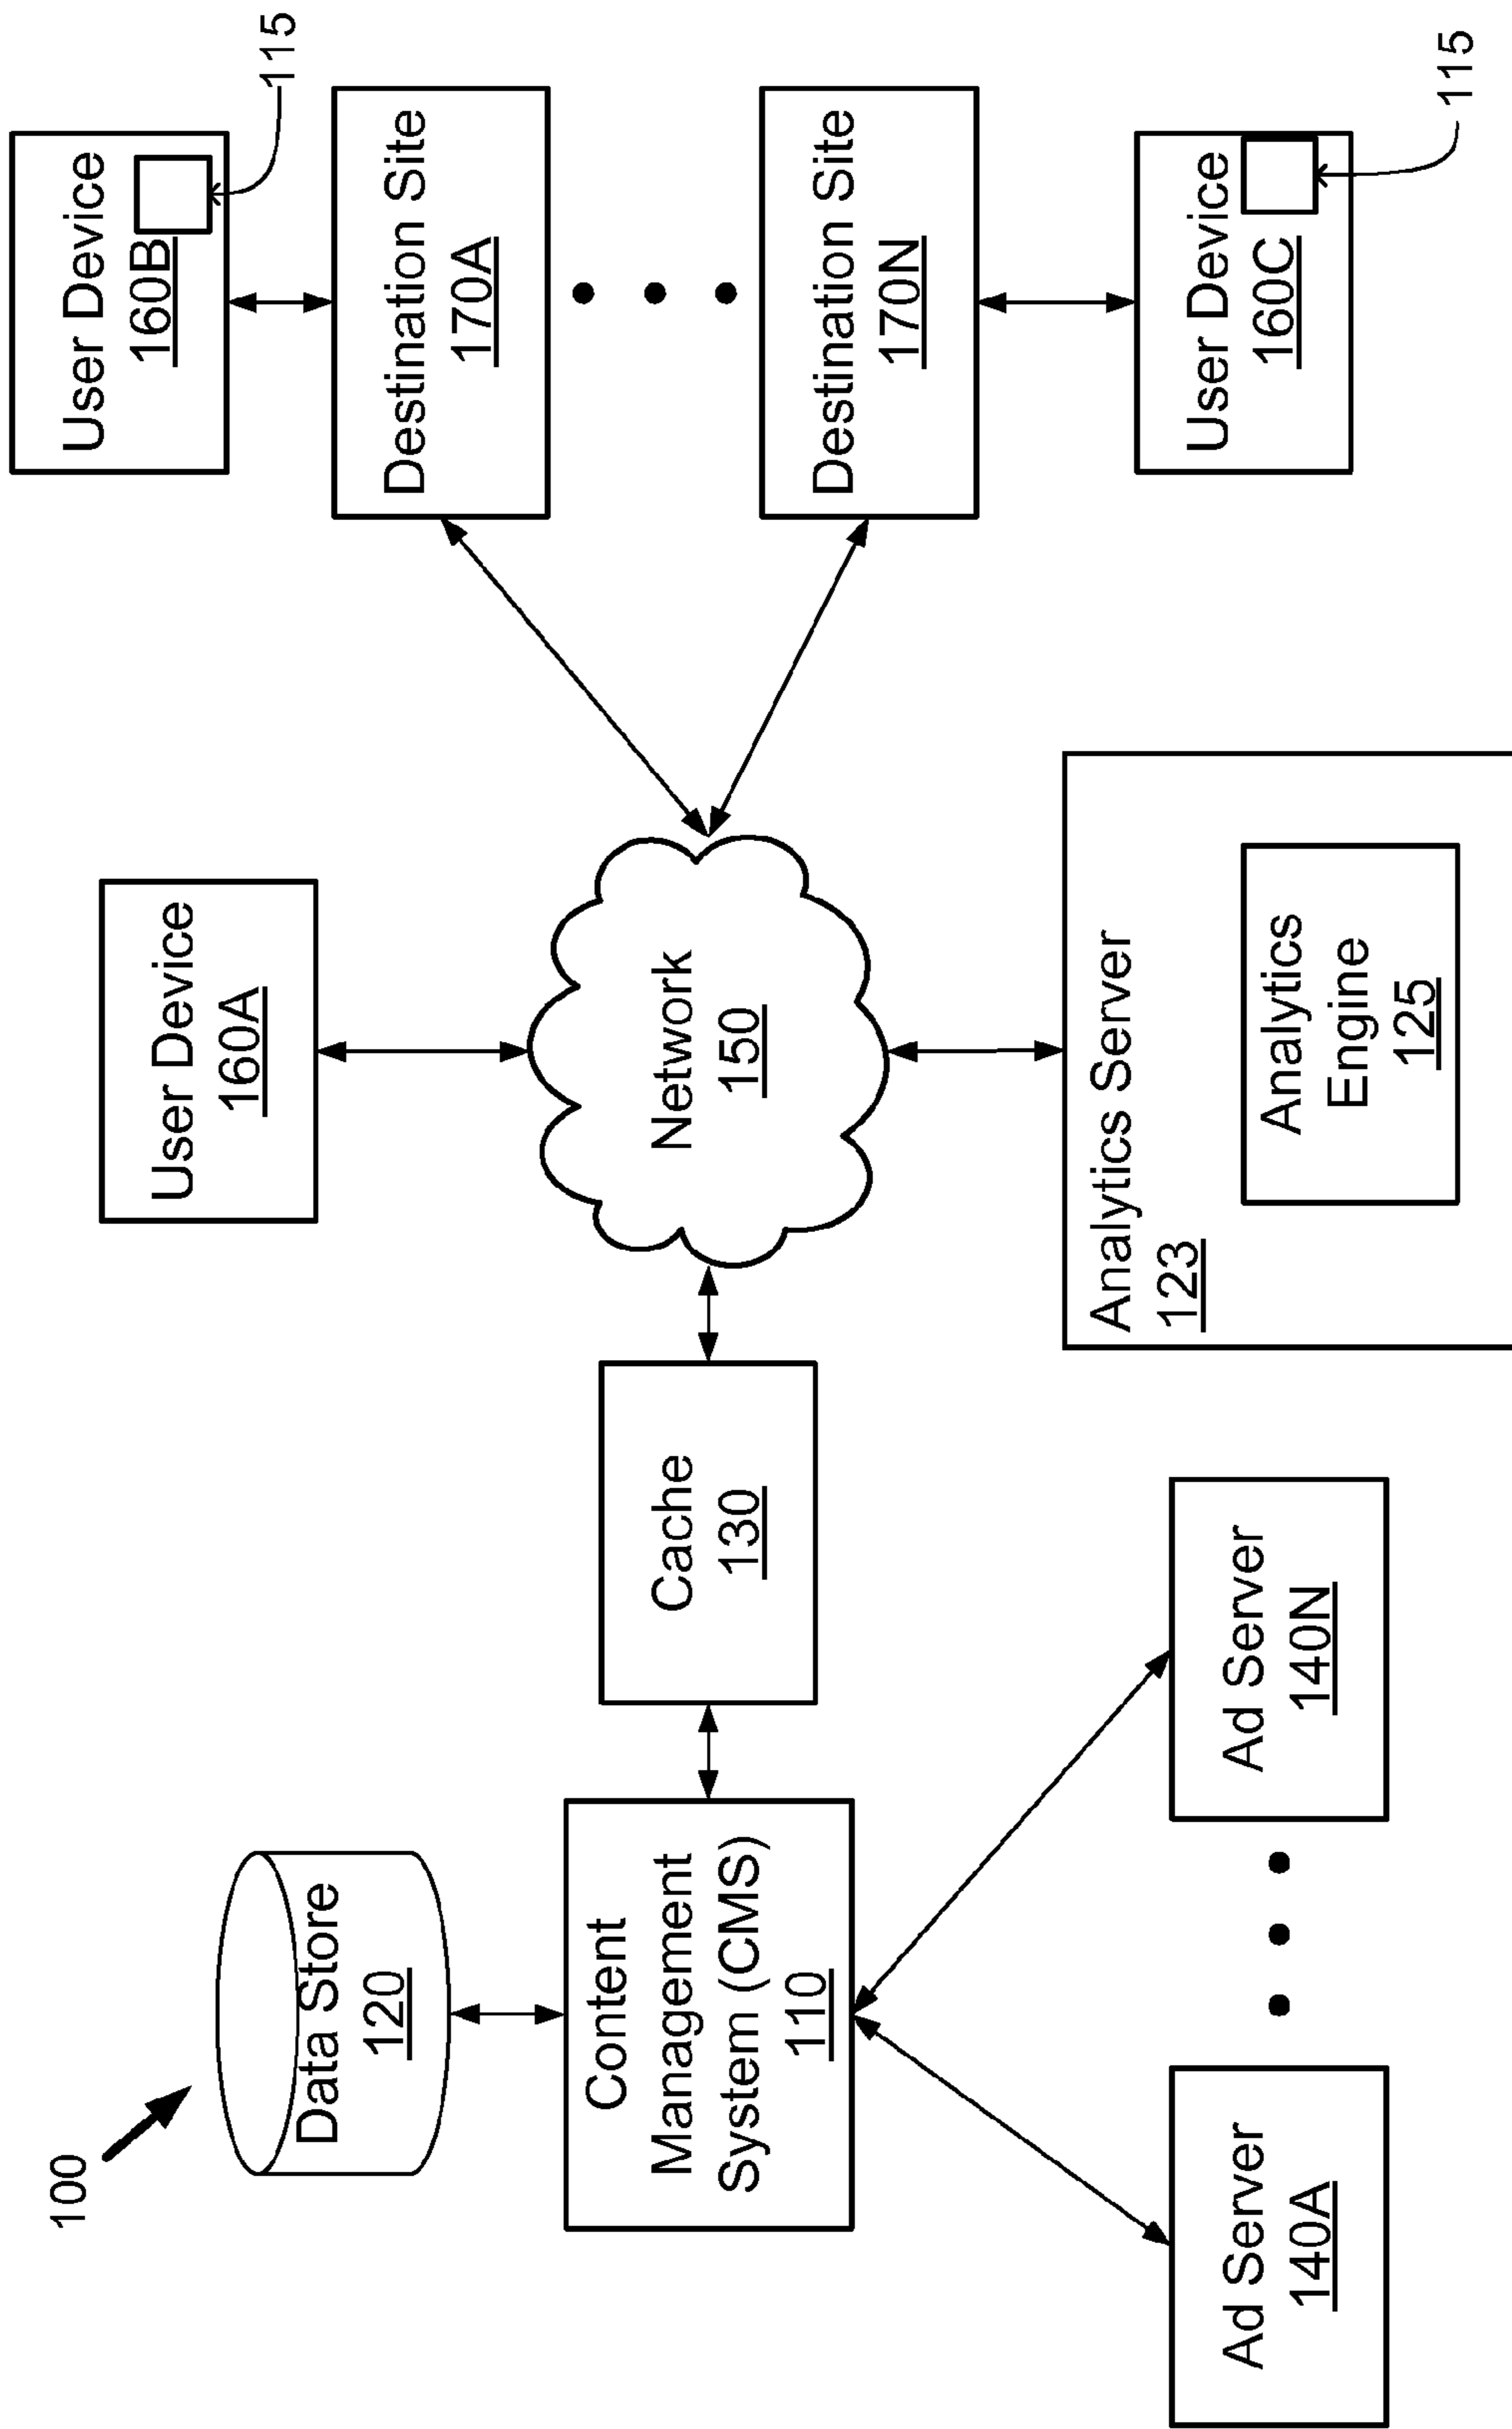 100
Data Store
120
Content
Management
System (CMS)
110
Ad Server
140A
Ad Server
140N
Cache
130
User Device
160A
Network
150
Analytics Server
123
Analytics
Engine
125
User Device
160B
115
Destination Site
170A
Destination Site
170N
User Device
160C
115